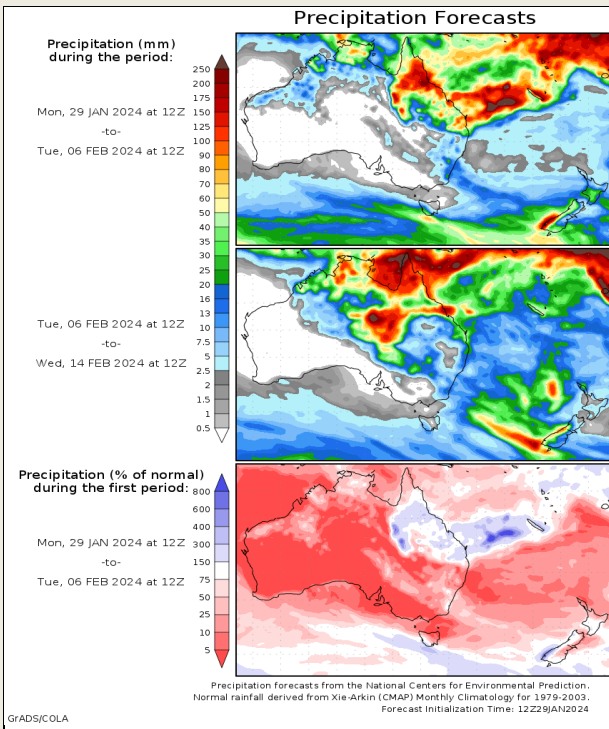 Precipitation Forecasts
Precipitation (mm)
during the period:
Mon, 29 JAN 2024 at 12Z
-to-
Tue, 06 FEB 2024 at 12Z
250
200
175
150
125
100
90
80
70
60
50
40
35
30
25
20
16
13
10
7.5
5
2.5
2
1.5
1
0.5
Tue, 06 FEB 2024 at 12Z
-to-
Wed, 14 FEB 2024 at 12Z
Precipitation (% of normal)
during the first period:
Mon, 29 JAN 2024 at 12Z
-to-
Tue, 06 FEB 2024 at 12Z
800
600
400
300
150
75
50
25
10
5
Precipitation forecasts from the National Centers for Environmental Prediction.
Normal rainfall derived from Xie-Arkin (CMAP) Monthly Climatology for 1979-2003.
Forecast Initialization Time: 12Z29JAN2024
GrADS/COLA